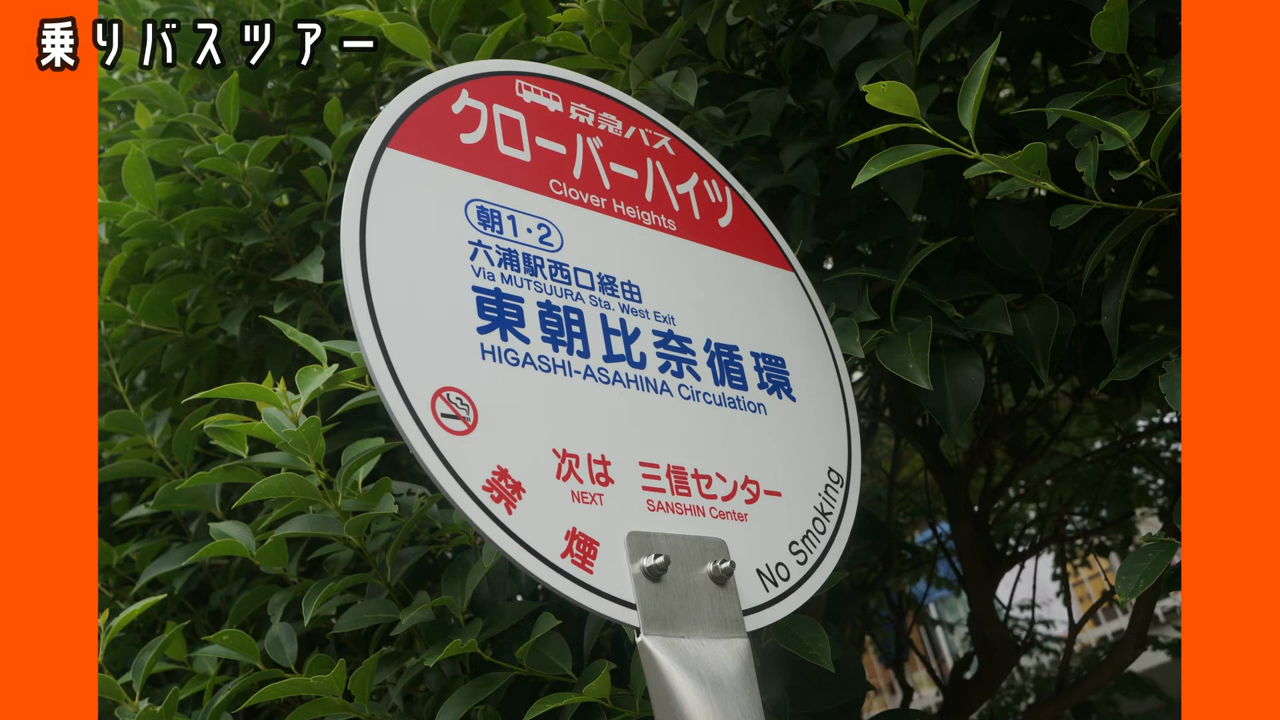 乗りバスツアー
京急バス
クローバーハイツ
Clover Heights
朝1・2
六浦駅西口経由
Via MUTSUURA Sta. West Exit
東朝比奈循環
HIGASHI-ASAHINA Circulation
次は 三信センター
NEXT SANSHIN Center
禁煙
No Smoking